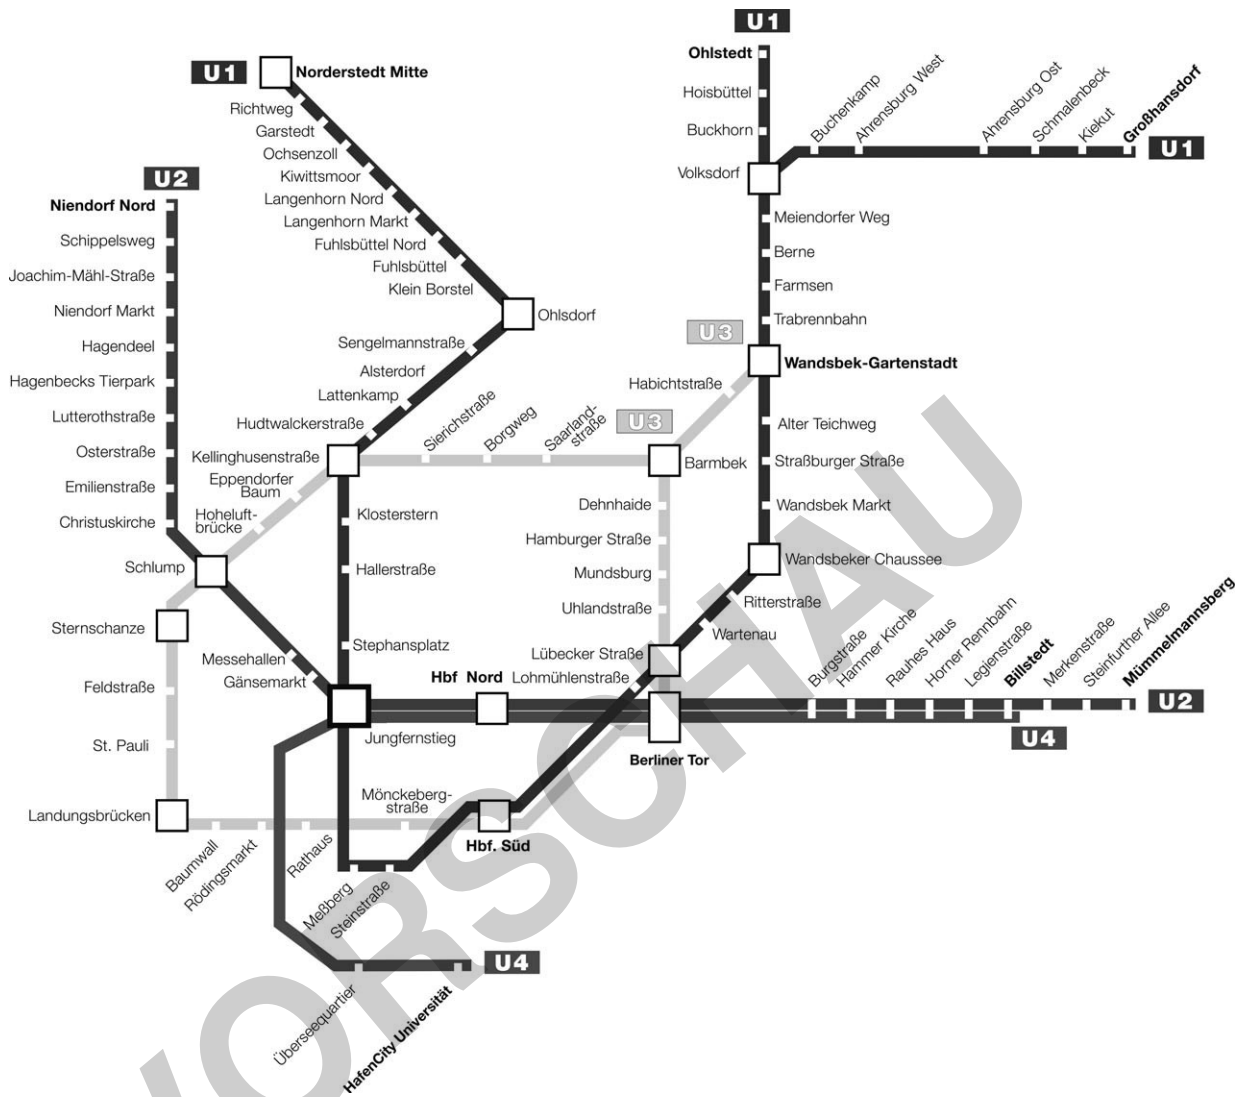 U1
Norderstedt Mitte
Richtweg
Garstedt
Ochsenzoll
Kiwittsmoor
Langenhorn Nord
Langenhorn Markt
Fuhlsbüttel Nord
Fuhlsbüttel
Klein Borstel
Ohlsdorf
Sengelmannstraße
Alsterdorf
Lattenkamp
Hudtwalckerstraße
Kellinghusenstraße
Klosterstern
Hallerstraße
Stephansplatz
Jungfernstieg
Meßberg
Steinstraße
Hbf. Süd
Lohmühlenstraße
Lübecker Straße
Wartenau
Ritterstraße
Wandsbeker Chaussee
Wandsbek Markt
Straßburger Straße
Alter Teichweg
Wandsbek-Gartenstadt
Trabrennbahn
Farmsen
Berne
Meiendorfer Weg
Volksdorf
Buckhorn
Hoisbüttel
Ohlstedt
U1
Buchenkamp
Ahrensburg West
Ahrensburg Ost
Schmalenbeck
Kiekut
Großhansdorf
U1
U2
Niendorf Nord
Schippelsweg
Joachim-Mähl-Straße
Niendorf Markt
Hagendeel
Hagenbecks Tierpark
Lutterothstraße
Osterstraße
Emilienstraße
Christuskirche
Schlump
Messehallen
Gänsemarkt
Hbf Nord
Berliner Tor
Burgstraße
Hammer Kirche
Rauhes Haus
Horner Rennbahn
Legienstraße
Billstedt
Merkenstraße
Steinfurther Allee
Mümmelmannsberg
U2
U4
U3
Habichtstraße
U3
Barmbek
Saarland-
straße
Borgweg
Sierichstraße
Eppendorfer
Baum
Hoheluft-
brücke
Sternschanze
Feldstraße
St. Pauli
Landungsbrücken
Baumwall
Rödingsmarkt
Rathaus
Mönckeberg-
straße
Uhlandstraße
Mundsburg
Hamburger Straße
Dehnhaide
U4
Überseequartier
HafenCity Universität
VORSCHAU